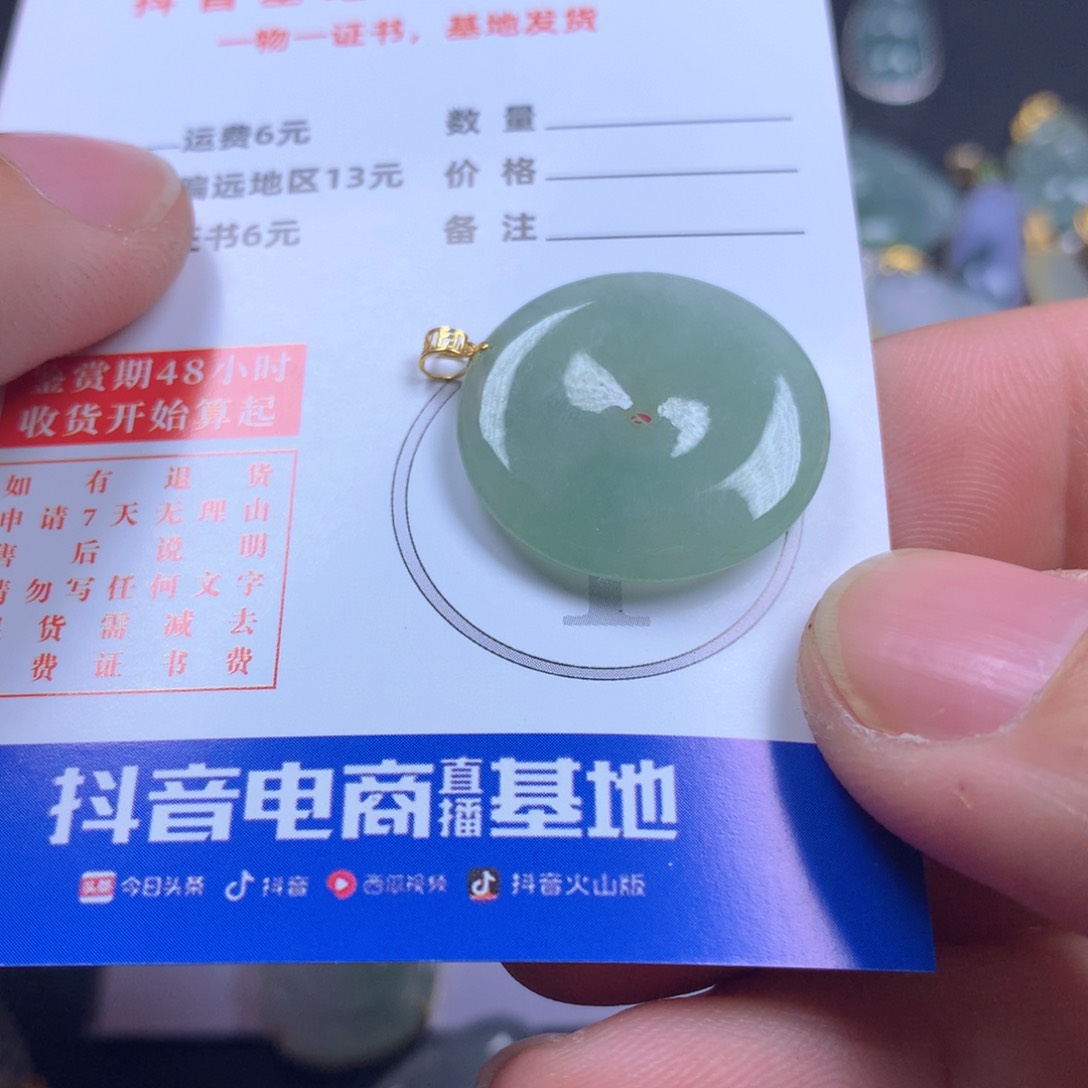 一物一证书，基地发货
运费6元
偏远地区13元
证书6元
数量
价格
备注
鉴赏期48小时
收货开始算起
如有退货
申请7天无理由
售后说明
请勿写任何文字
货需减去
费证书费
抖音电商直播基地
头条 今日头条 抖音 西瓜视频 抖音火山版